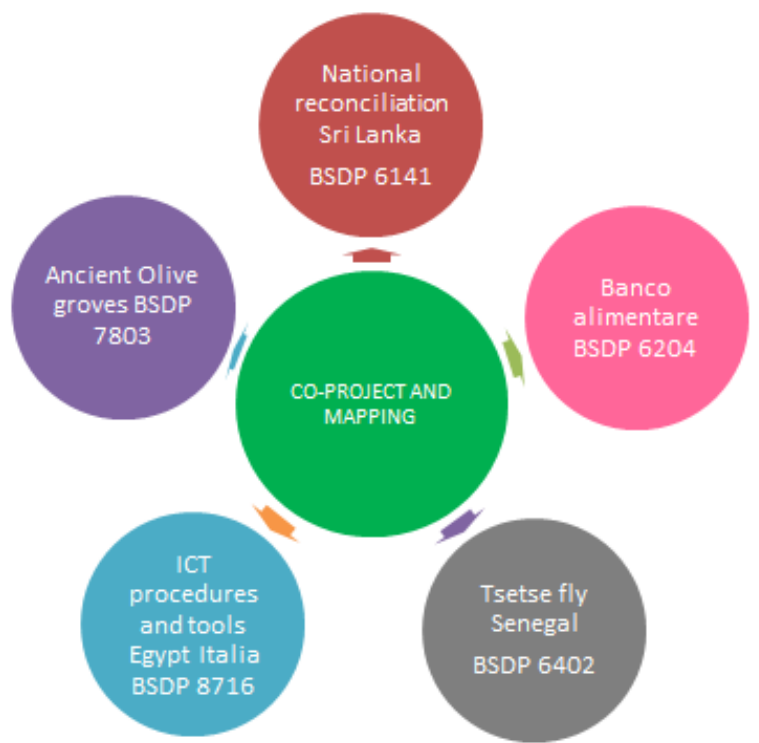 National
reconciliation
Sri Lanka
BSDP 6141
Ancient Olive
groves BSDP
7803
Banco
alimentare
BSDP 6204
CO-PROJECT AND
MAPPING
ICT
procedures
and tools
Egypt Italia
BSDP 8716
Tsetse fly
Senegal
BSDP 6402